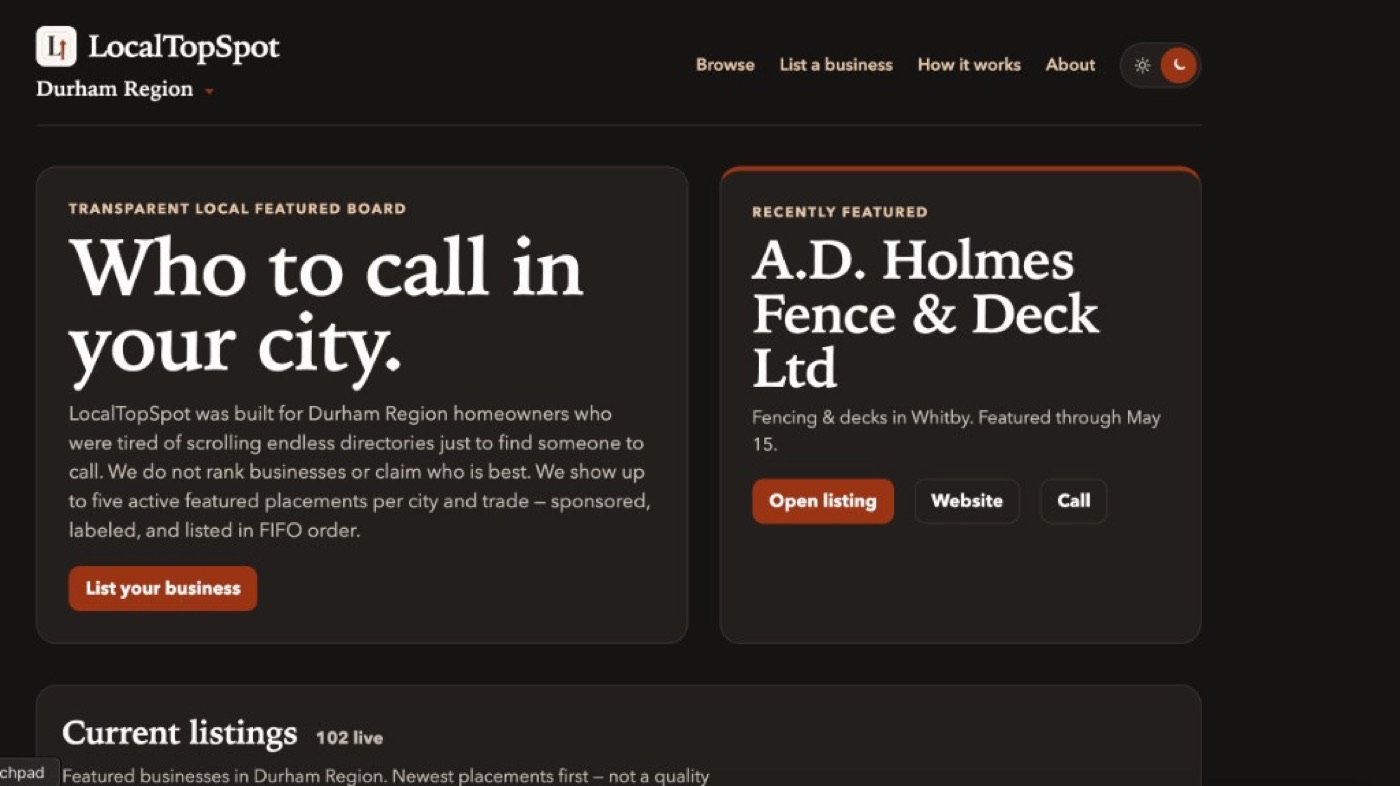 LocalTopSpot
Durham Region
Browse
List a business
How it works
About
TRANSPARENT LOCAL FEATURED BOARD
Who to call in
your city.
LocalTopSpot was built for Durham Region homeowners who
were tired of scrolling endless directories just to find someone to
call. We do not rank businesses or claim who is best. We show up
to five active featured placements per city and trade – sponsored,
labeled, and listed in FIFO order.
List your business
RECENTLY FEATURED
A.D. Holmes
Fence & Deck
Ltd
Fencing & decks in Whitby. Featured through May
15.
Open listing
Website
Call
Current listings 102 live
Featured businesses in Durham Region. Newest placements first – not a quality
chpad